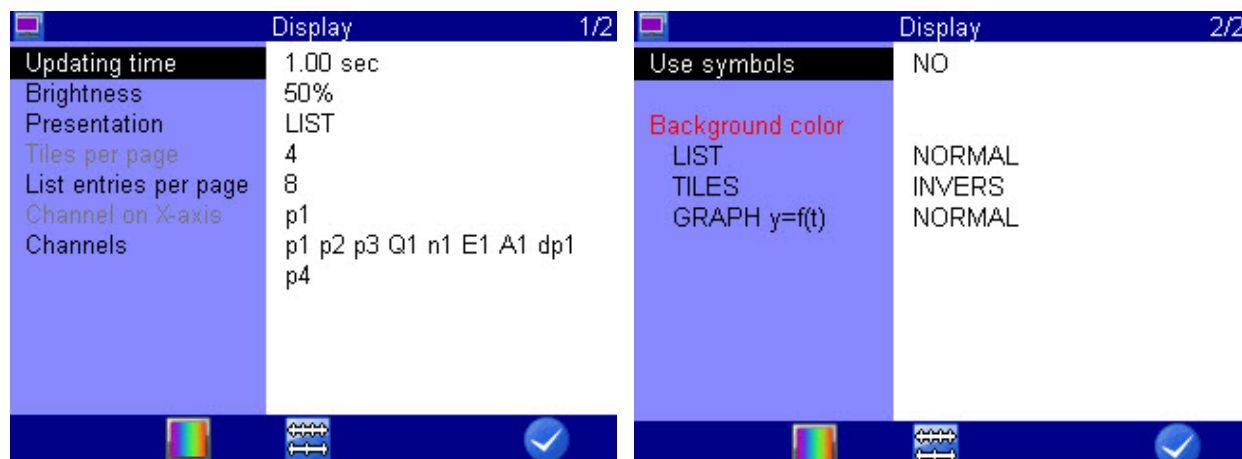 Display 1/2
Updating time 1.00 sec
Brightness 50%
Presentation LIST
Tiles per page 4
List entries per page 8
Channel on X-axis p1
Channels p1 p2 p3 Q1 n1 E1 A1 dp1
p4
Display 2/2
Use symbols NO
Background color
LIST NORMAL
TILES INVERS
GRAPH y=f(t) NORMAL